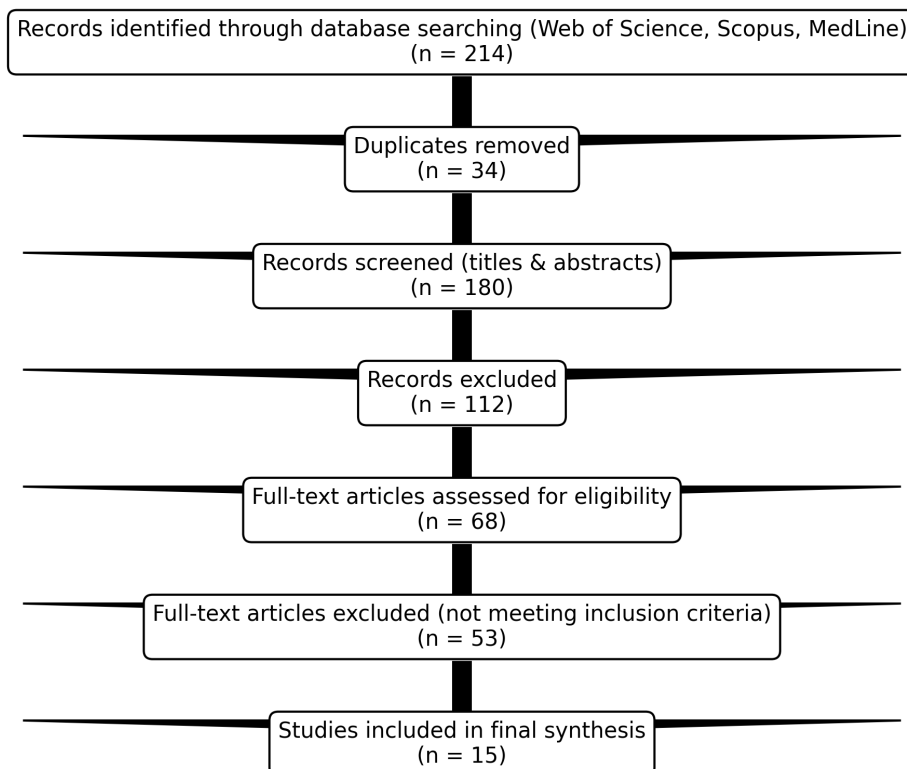 Records identified through database searching (Web of Science, Scopus, MedLine)
(n = 214)
Duplicates removed
(n = 34)
Records screened (titles & abstracts)
(n = 180)
Records excluded
(n = 112)
Full-text articles assessed for eligibility
(n = 68)
Full-text articles excluded (not meeting inclusion criteria)
(n = 53)
Studies included in final synthesis
(n = 15)